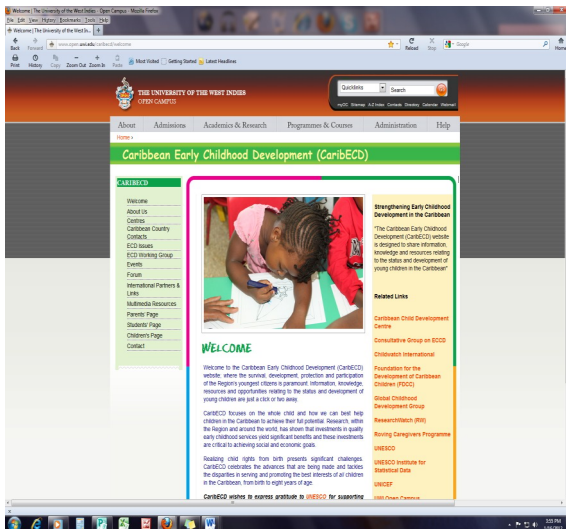 Welcome | The University of the West Indies - Open Campus - Mozilla Firefox
File Edit View History Bookmarks Tools Help
Welcome | The University of the West In...
Back Forward www.open.uwi.edu/caribecd/welcome Reload Stop Google Home
Print History Copy Zoom Out Zoom In Paste Most Visited Getting Started Latest Headlines
THE UNIVERSITY OF THE WEST INDIES
OPEN CAMPUS
Quicklinks Search
myOC Sitemap A-Z Index Contacts Directory Calendar Webmail
About Admissions Academics & Research Programmes & Courses Administration Help
Home »
Caribbean Early Childhood Development (CaribECD)
CARIBECD
Welcome
About Us
Centres
Caribbean Country
Contacts
ECD Issues
ECD Working Group
Events
Forum
International Partners &
Links
Multimedia Resources
Parents' Page
Students' Page
Children's Page
Contact
WELCOME
Welcome to the Caribbean Early Childhood Development (CaribECD)
website, where the survival, development, protection and participation
of the Region's youngest citizens is paramount. Information, knowledge,
resources and opportunities relating to the status and development of
young children are just a click or two away.
CaribECD focuses on the whole child and how we can best help
children in the Caribbean to achieve their full potential. Research, within
the Region and around the world, has shown that investments in quality
early childhood services yield significant benefits and these investments
are critical to achieving social and economic goals.
Realizing child rights from birth presents significant challenges.
CaribECD celebrates the advances that are being made and tackles
the disparities in serving and promoting the best interests of all children
in the Caribbean, from birth to eight years of age.
CaribECD wishes to express gratitude to UNESCO for supporting
Strengthening Early Childhood
Development in the Caribbean
"The Caribbean Early Childhood
Development (CaribECD) website
is designed to share information,
knowledge and resources relating
to the status and development of
young children in the Caribbean"
Related Links
Caribbean Child Development
Centre
Consultative Group on ECCD
Childwatch International
Foundation for the
Development of Caribbean
Children (FDCC)
Global Childhood
Development Group
ResearchWatch (RW)
Roving Caregivers Programme
UNESCO
UNESCO Institute for
Statistical Data
UNICEF
UWI Open Campus
3:55 PM